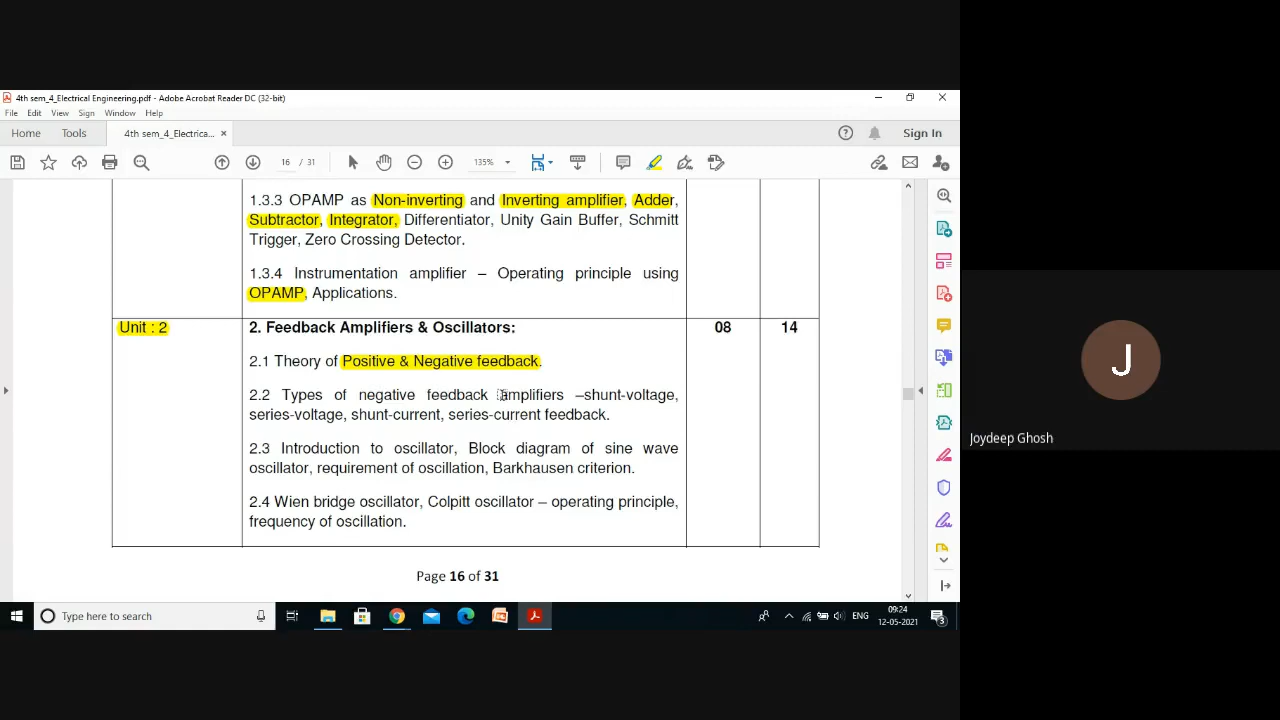 4th sem_4_Electrical Engineering.pdf - Adobe Acrobat Reader DC (32-bit)
File Edit View Sign Window Help
Home Tools 4th sem_4_Electrica... × Sign In
16 / 31 135%
1.3.3 OPAMP as Non-inverting and Inverting amplifier, Adder,
Subtractor, Integrator, Differentiator, Unity Gain Buffer, Schmitt
Trigger, Zero Crossing Detector.
1.3.4 Instrumentation amplifier – Operating principle using
OPAMP, Applications.
Unit : 2 2. Feedback Amplifiers & Oscillators: 08 14
2.1 Theory of Positive & Negative feedback.
2.2 Types of negative feedback amplifiers –shunt-voltage,
series-voltage, shunt-current, series-current feedback.
2.3 Introduction to oscillator, Block diagram of sine wave
oscillator, requirement of oscillation, Barkhausen criterion.
2.4 Wien bridge oscillator, Colpitt oscillator – operating principle,
frequency of oscillation.
Page 16 of 31
J
Joydeep Ghosh
Type here to search
ENG
09:24
12-05-2021
3